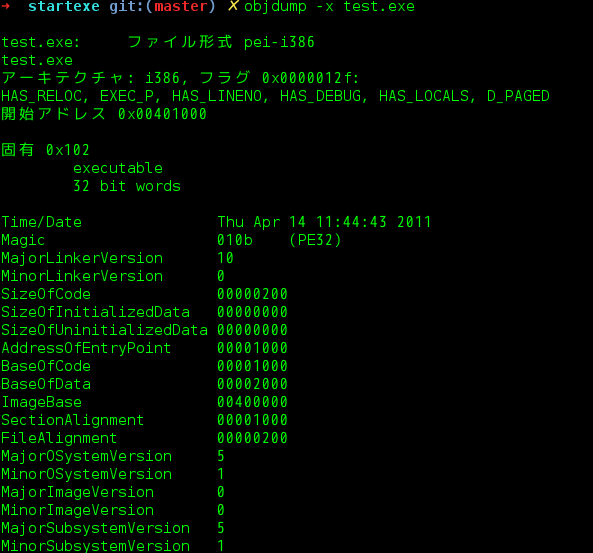 ➜  startexe git:(master) ✗ objdump -x test.exe

test.exe:     ファイル形式 pei-i386
test.exe
アーキテクチャ: i386, フラグ 0x0000012f:
HAS_RELOC, EXEC_P, HAS_LINENO, HAS_DEBUG, HAS_LOCALS, D_PAGED
開始アドレス 0x00401000

固有 0x102
        executable
        32 bit words

Time/Date               Thu Apr 14 11:44:43 2011
Magic                   010b    (PE32)
MajorLinkerVersion      10
MinorLinkerVersion      0
SizeOfCode              00000200
SizeOfInitializedData   00000000
SizeOfUninitializedData 00000000
AddressOfEntryPoint     00001000
BaseOfCode              00001000
BaseOfData              00002000
ImageBase               00400000
SectionAlignment        00001000
FileAlignment           00000200
MajorOSystemVersion     5
MinorOSystemVersion     1
MajorImageVersion       0
MinorImageVersion       0
MajorSubsystemVersion   5
MinorSubsystemVersion   1